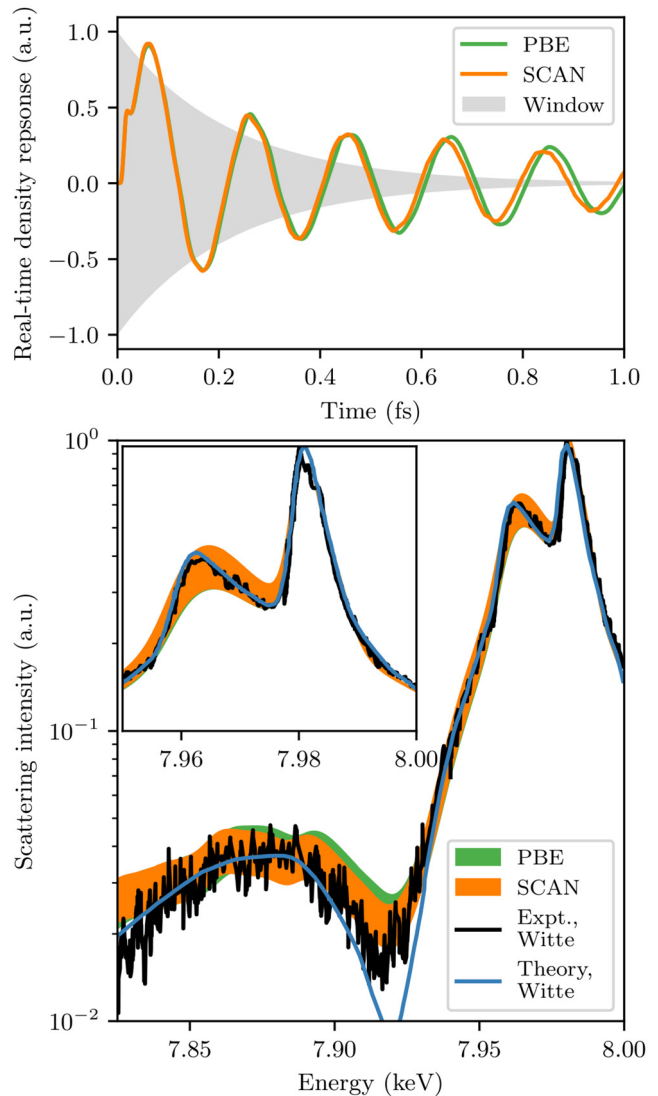 Real-time density repsonse (a.u.)
1.0
0.5
0.0
−0.5
−1.0
PBE
SCAN
Window
0.0 0.2 0.4 0.6 0.8 1.0
Time (fs)
Scattering intensity (a.u.)
10^0
10^-1
10^-2
7.96 7.98 8.00
PBE
SCAN
Expt.,
Witte
Theory,
Witte
7.85 7.90 7.95 8.00
Energy (keV)